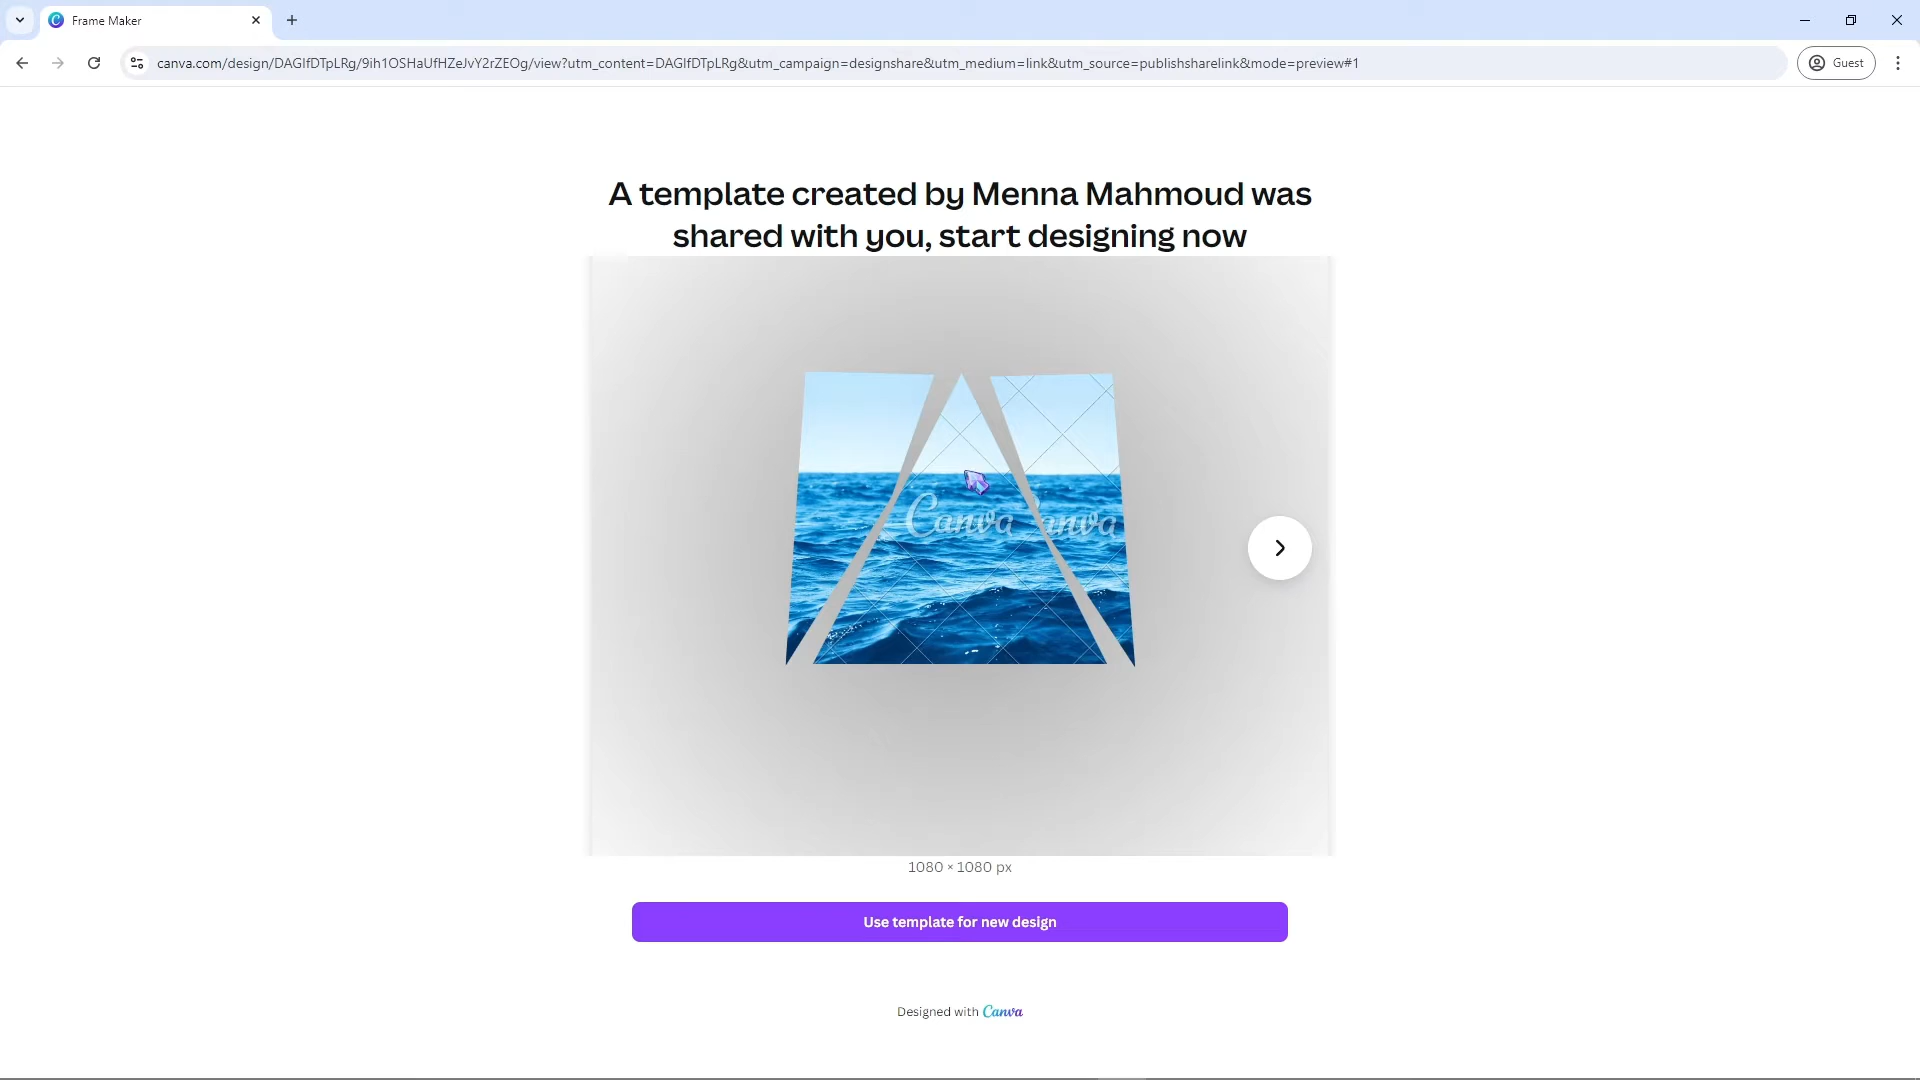 Frame Maker
canva.com/design/DAGIfDTpLRg/9ih1OSHaUfHZeJvY2rZEOg/view?utm_content=DAGIfDTpLRg&utm_campaign=designshare&utm_medium=link&utm_source=publishsharelink&mode=preview#1
Guest
A template created by Menna Mahmoud was
shared with you, start designing now
Canva Canva
1080 × 1080 px
Use template for new design
Designed with Canva